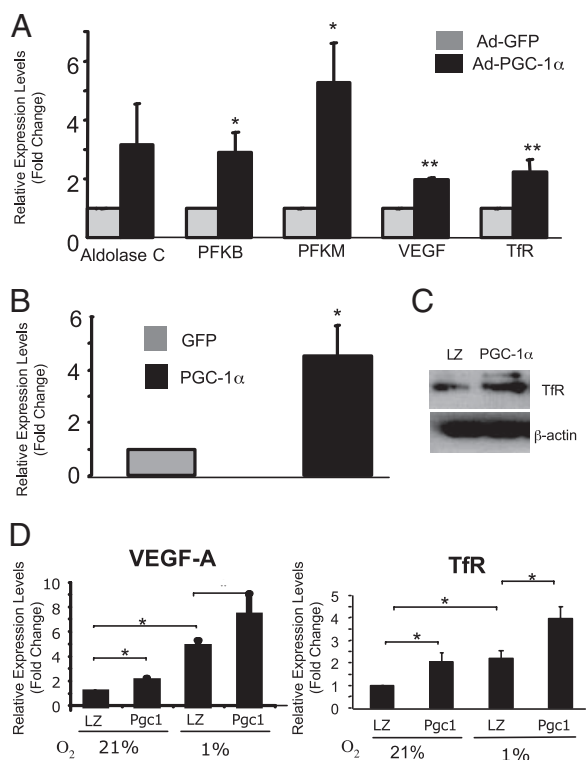 A
Relative Expression Levels
(Fold Change)
6
4
2
0
Ad-GFP
Ad-PGC-1α
*
*
**
**
Aldolase C PFKB PFKM VEGF TfR
B
Relative Expression Levels
(Fold Change)
6
4
2
0
GFP
PGC-1α
*
C
LZ PGC-1α
TfR
β-actin
D
VEGF-A
Relative Expression Levels
(Fold Change)
10
8
6
4
2
0
*
*
LZ Pgc1 LZ Pgc1
O2 21% 1%
TfR
Relative Expression Levels
(Fold Change)
5
4
3
2
1
0
*
*
*
LZ Pgc1 LZ Pgc1
21% 1%